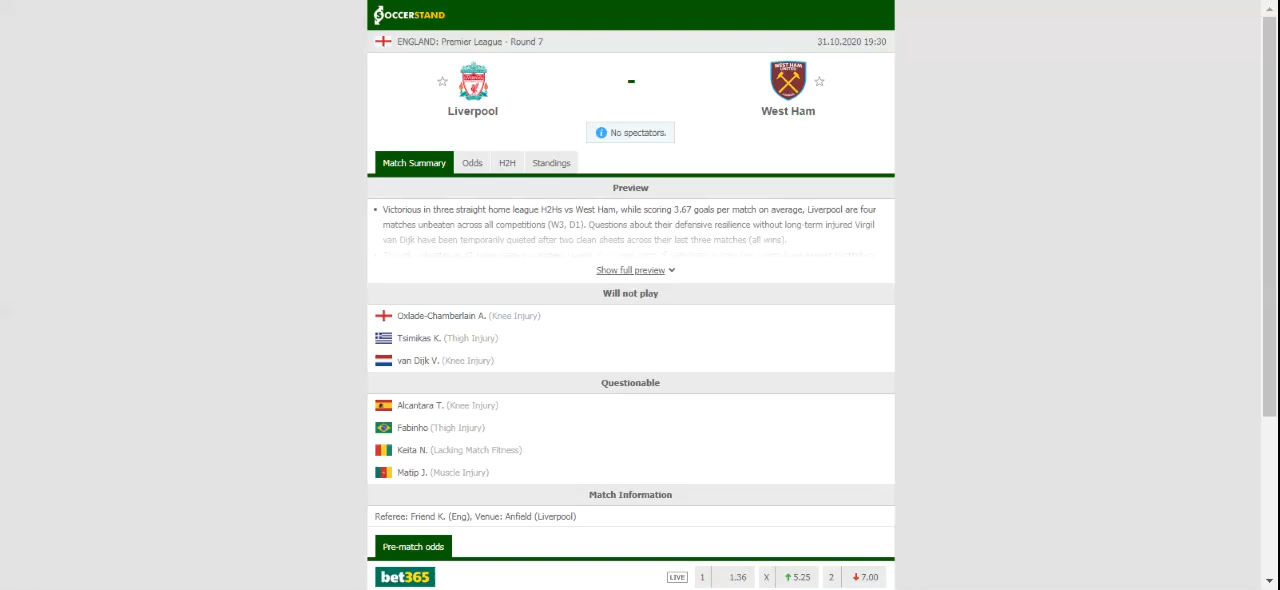 SOCCERSTAND
ENGLAND: Premier League - Round 7 31.10.2020 19:30
WEST HAM
UNITED
-
Liverpool West Ham
No spectators.
Match Summary Odds H2H Standings
Preview
• Victorious in three straight home league H2Hs vs West Ham, while scoring 3.67 goals per match on average, Liverpool are four
matches unbeaten across all competitions (W3, D1). Questions about their defensive resilience without long-term injured Virgil
van Dijk have been temporarily quieted after two clean sheets across their last three matches (all wins).
Show full preview
Will not play
Oxlade-Chamberlain A. (Knee Injury)
Tsimikas K. (Thigh Injury)
van Dijk V. (Knee Injury)
Questionable
Alcantara T. (Knee Injury)
Fabinho (Thigh Injury)
Keita N. (Lacking Match Fitness)
Matip J. (Muscle Injury)
Match Information
Referee: Friend K. (Eng), Venue: Anfield (Liverpool)
Pre-match odds
bet365 LIVE 1 1.36 X 5.25 2 7.00